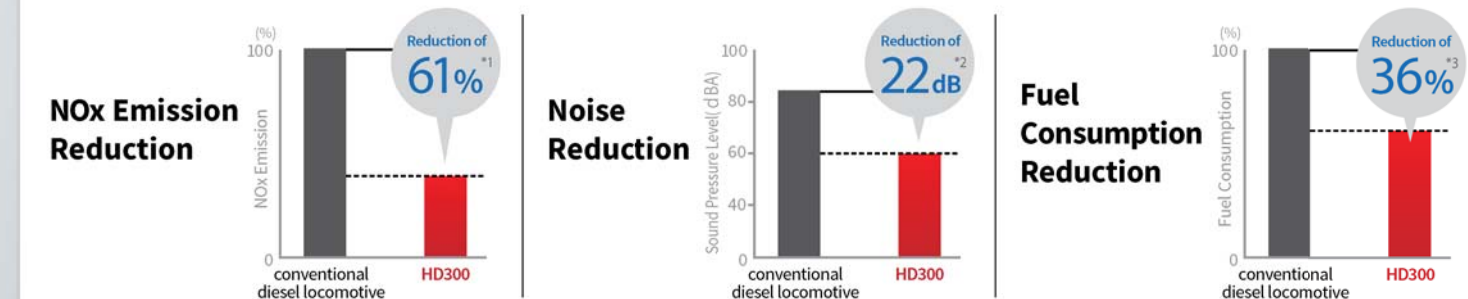 NOx Emission
Reduction
(%)
100
0
NOx Emission
Reduction of
61%*1
conventional
diesel locomotive
HD300
Noise
Reduction
100
80
60
40
0
Sound Pressure Level(dBA)
Reduction of
22dB*2
conventional
diesel locomotive
HD300
Fuel
Consumption
Reduction
(%)
100
0
Fuel Consumption
Reduction of
36%*3
conventional
diesel locomotive
HD300